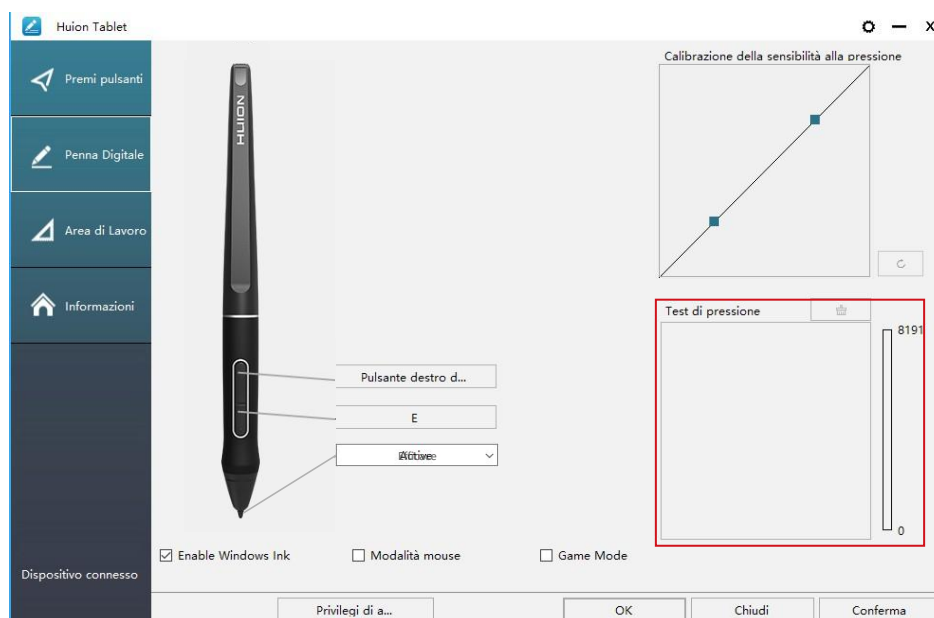 Huion Tablet
Calibrazione della sensibilità alla pressione
Premi pulsanti
HUION
Penna Digitale
Area di Lavoro
Informazioni
Test di pressione
8191
Pulsante destro d...
E
Active
0
Enable Windows Ink
Modalità mouse
Game Mode
Dispositivo connesso
Privilegi di a...
OK
Chiudi
Conferma